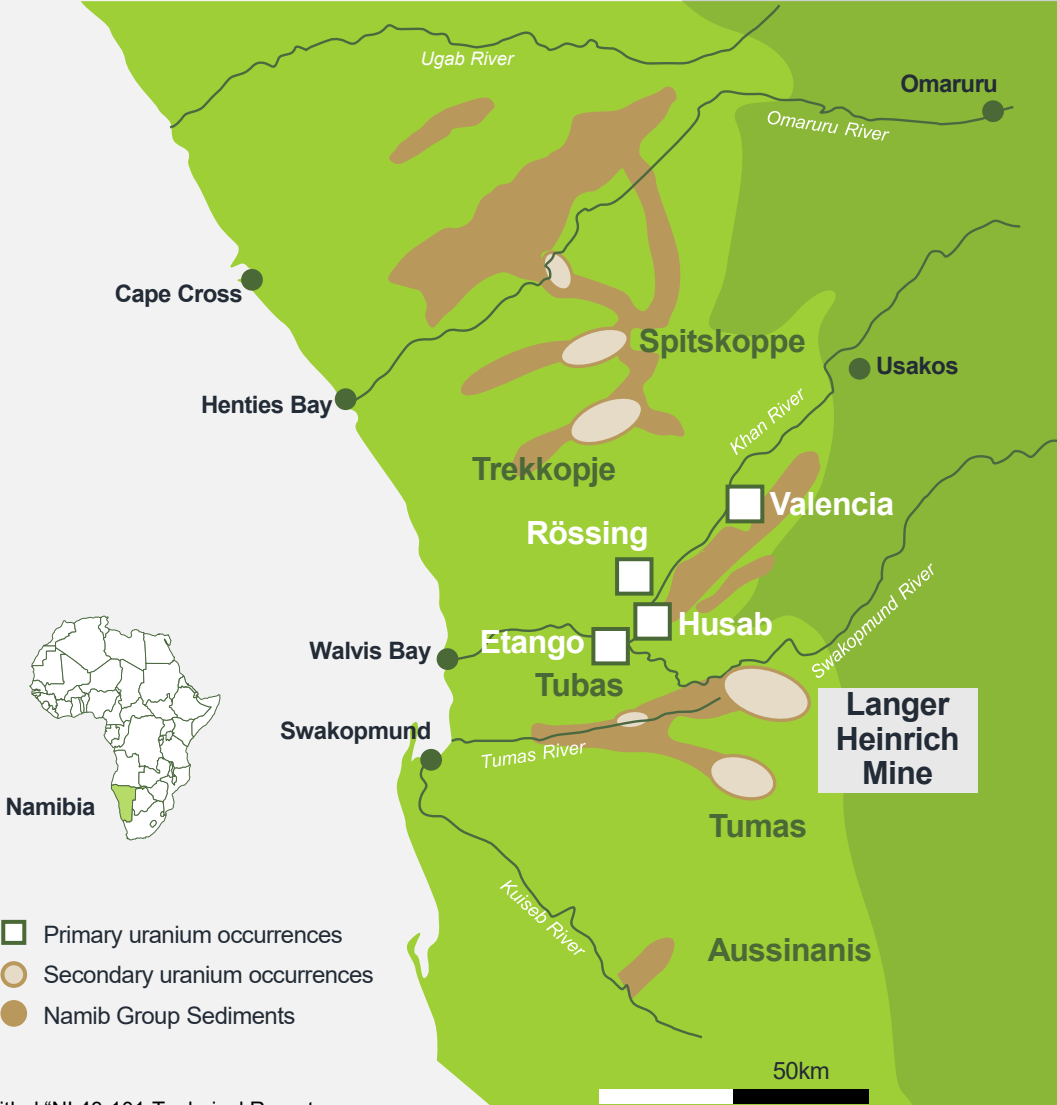 Ugab River
Omaruru
Omaruru River
Cape Cross
Spitskoppe
Usakos
Henties Bay
Khan River
Trekkopje
Valencia
Rössing
Swakopmund River
Husab
Etango
Walvis Bay
Tubas
Langer
Heinrich
Mine
Swakopmund
Tumas River
Namibia
Tumas
Kuiseb River
Primary uranium occurrences
Aussinanis
Secondary uranium occurrences
Namib Group Sediments
50km